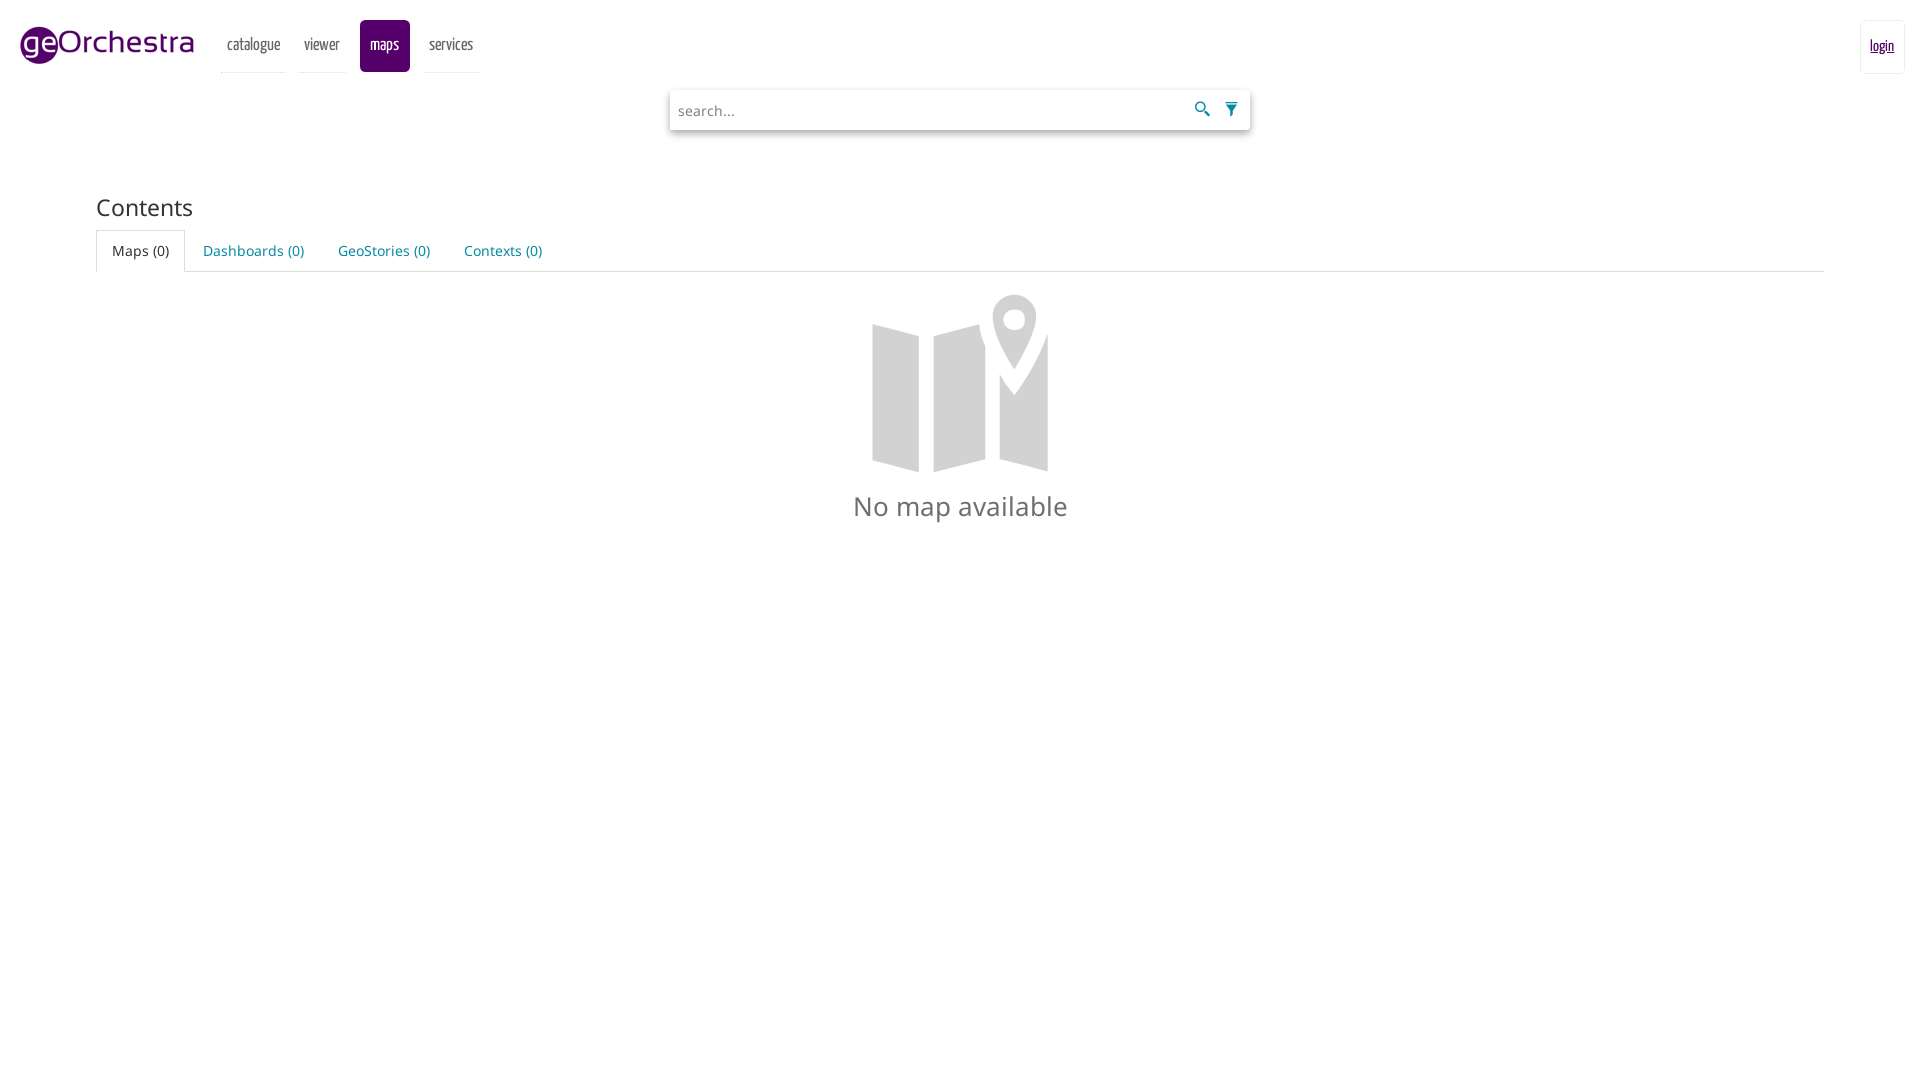 geOrchestra catalogue viewer maps services login
search...
Contents
Maps (0) Dashboards (0) GeoStories (0) Contexts (0)
No map available